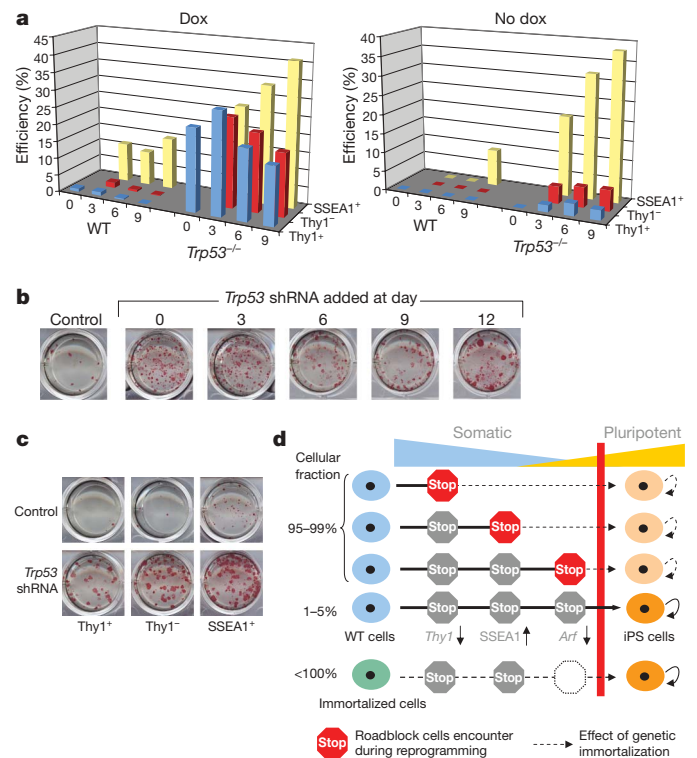 a
Dox
No dox
Efficiency (%)
45
40
35
30
25
20
15
10
5
0
0 3 6 9
WT
0 3 6 9
Trp53–/–
SSEA1+
Thy1–
Thy1+
Efficiency (%)
40
35
30
25
20
15
10
5
0
0 3 6 9
WT
0 3 6 9
Trp53–/–
SSEA1+
Thy1–
Thy1+
b
Trp53 shRNA added at day
Control 0 3 6 9 12
c
Control
Trp53
shRNA
Thy1+ Thy1– SSEA1+
d
Somatic Pluripotent
Cellular
fraction
Stop
95–99%
Stop Stop
Stop Stop Stop
1–5%
Stop Stop Stop
WT cells Thy1 SSEA1 Arf iPS cells
<100%
Stop Stop
Immortalized cells
Stop
Roadblock cells encounter
during reprogramming
Effect of genetic
immortalization